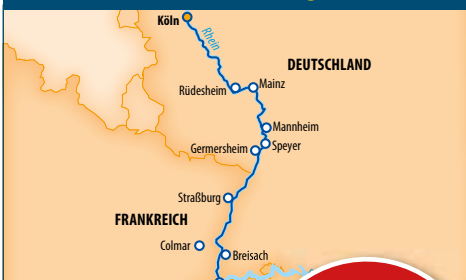 Köln
Rhein
DEUTSCHLAND
Rüdesheim
Mainz
Mannheim
Germersheim
Speyer
Straßburg
FRANKREICH
Colmar
Breisach